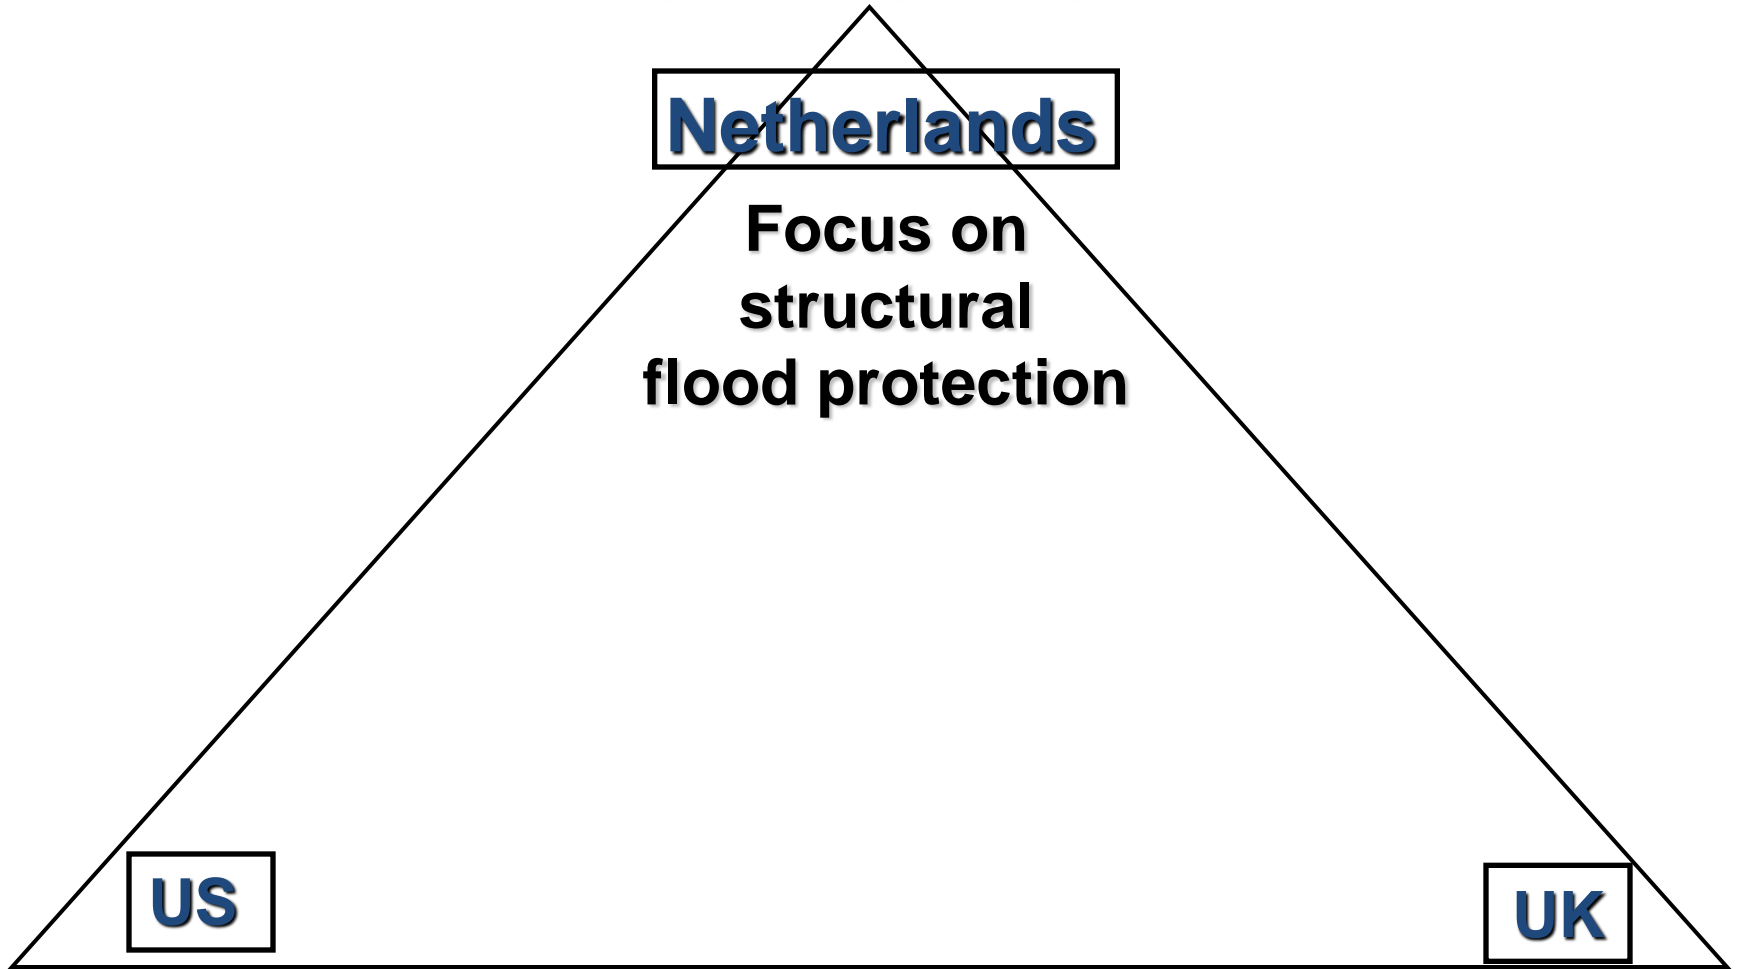 Netherlands
Focus on
structural
flood protection
US
UK